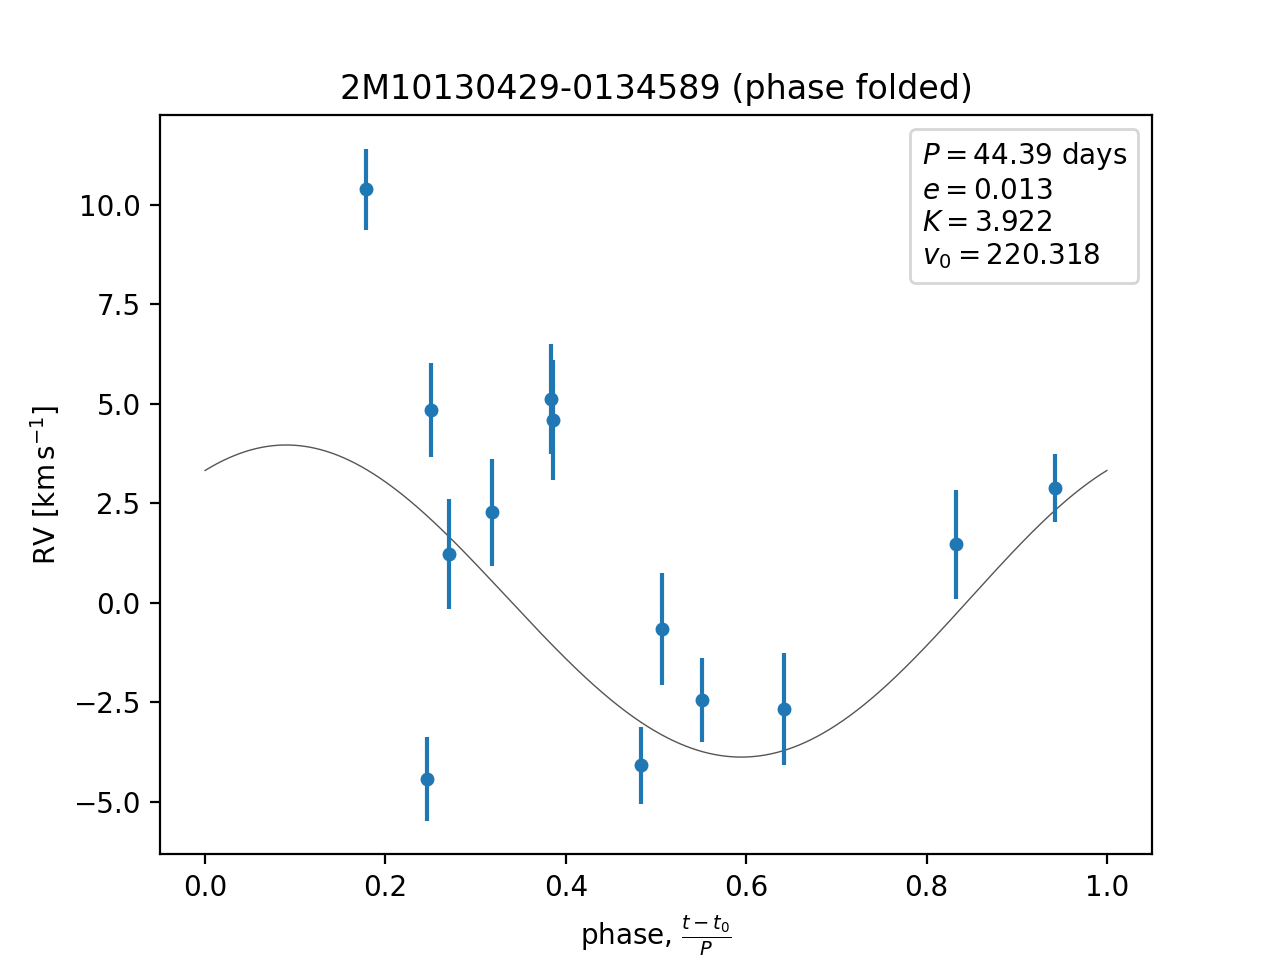 2M10130429-0134589 (phase folded)
P = 44.39 days
e = 0.013
K = 3.922
v₀ = 220.318
RV [km s⁻¹]
10.0
7.5
5.0
2.5
0.0
−2.5
−5.0
0.0 0.2 0.4 0.6 0.8 1.0
phase, (t − t₀)/P